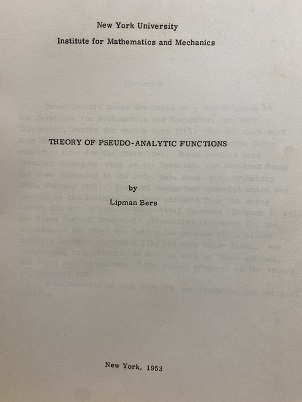 New York University
Institute for Mathematics and Mechanics
THEORY OF PSEUDO-ANALYTIC FUNCTIONS
by
Lipman Bers
New York, 1953